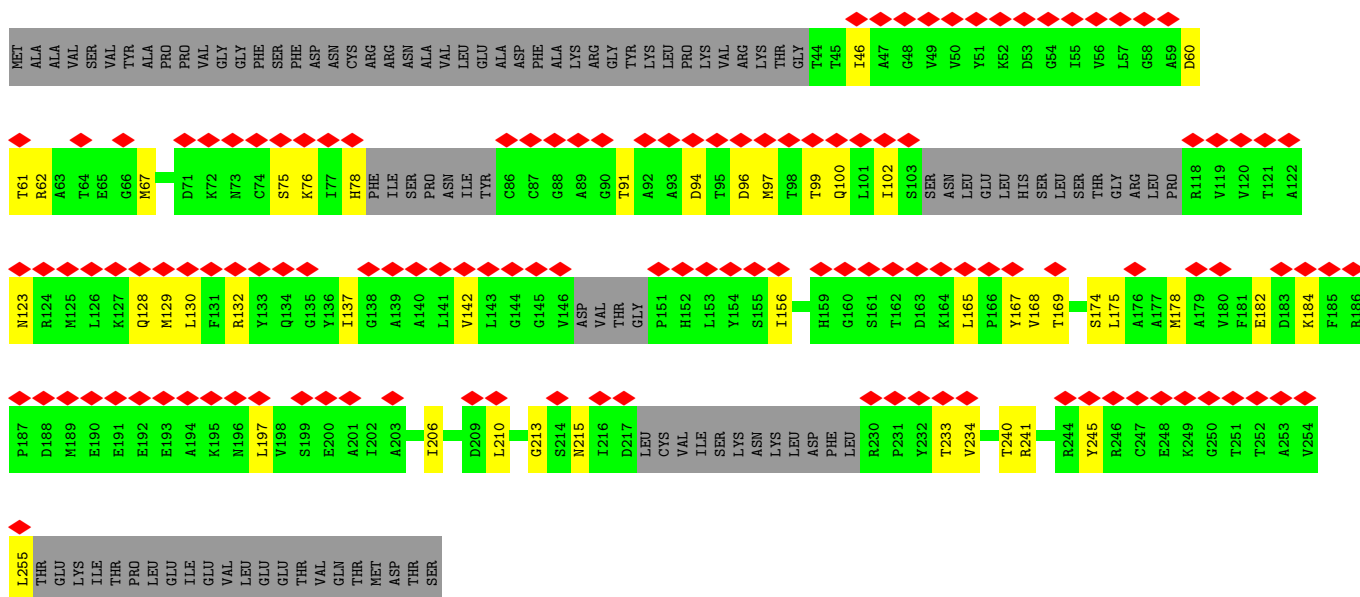 MET ALA ALA VAL SER VAL TYR ALA PRO PRO VAL GLY GLY PHE SER PHE ASP ASN CYS ARG ARG ASN ALA VAL LEU GLU ALA ASP PHE ALA LYS ARG GLY TYR LYS LEU PRO LYS VAL ARG LYS THR GLY T44 T45 I46 A47 G48 V49 V50 Y51 K52 D53 G54 I55 V56 L57 G58 A59 D60
T61 R62 A63 T64 E65 G66 M67 D71 K72 N73 C74 S75 K76 I77 H78 PHE ILE SER PRO ASN ILE TYR C86 C87 G88 A89 G90 T91 A92 A93 D94 T95 D96 M97 T98 T99 Q100 L101 I102 S103 SER ASN LEU GLU LEU HIS SER LEU SER THR GLY ARG LEU PRO R118 V119 V120 T121 A122
N123 R124 M125 L126 K127 Q128 M129 L130 F131 R132 Y133 Q134 G135 Y136 I137 G138 A139 A140 L141 V142 L143 G144 G145 V146 ASP VAL THR GLY P151 H152 L153 Y154 S155 I156 H159 G160 S161 T162 D163 K164 L165 P166 Y167 V168 T169 S174 L175 A176 A177 M178 A179 V180 F181 E182 D183 K184 F185 R186
P187 D188 M189 E190 E191 E192 E193 A194 K195 N196 L197 V198 S199 E200 A201 I202 A203 I206 D209 L210 G213 S214 N215 I216 D217 LEU CYS VAL ILE SER LYS ASN LYS LEU ASP PHE LEU R230 P231 Y232 T233 V234 T240 R241 R244 Y245 R246 C247 E248 K249 G250 T251 T252 A253 V254
L255 THR GLU LYS ILE THR PRO LEU GLU ILE GLU VAL LEU GLU GLU THR VAL GLN THR MET ASP THR SER